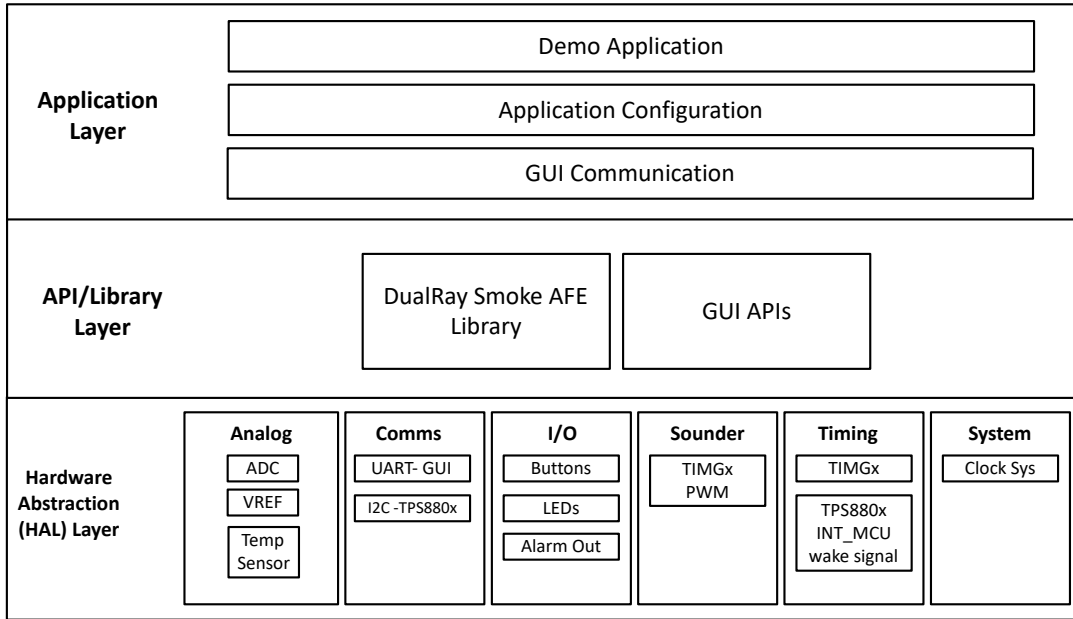 Application
Layer
Demo Application
Application Configuration
GUI Communication
API/Library
Layer
DualRay Smoke AFE
Library
GUI APIs
Hardware
Abstraction
(HAL) Layer
Analog
ADC
VREF
Temp
Sensor
Comms
UART- GUI
I2C -TPS880x
I/O
Buttons
LEDs
Alarm Out
Sounder
TIMGx
PWM
Timing
TIMGx
TPS880x
INT_MCU
wake signal
System
Clock Sys